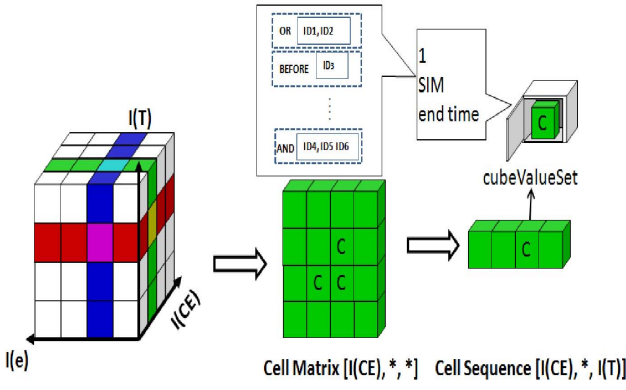 OR ID1, ID2
BEFORE ID3
AND ID4, ID5 ID6
1
SIM
end time
I(T)
C
cubeValueSet
C
C
C C
I(CE)
I(e)
Cell Matrix [I(CE), *, *]
Cell Sequence [I(CE), *, I(T)]